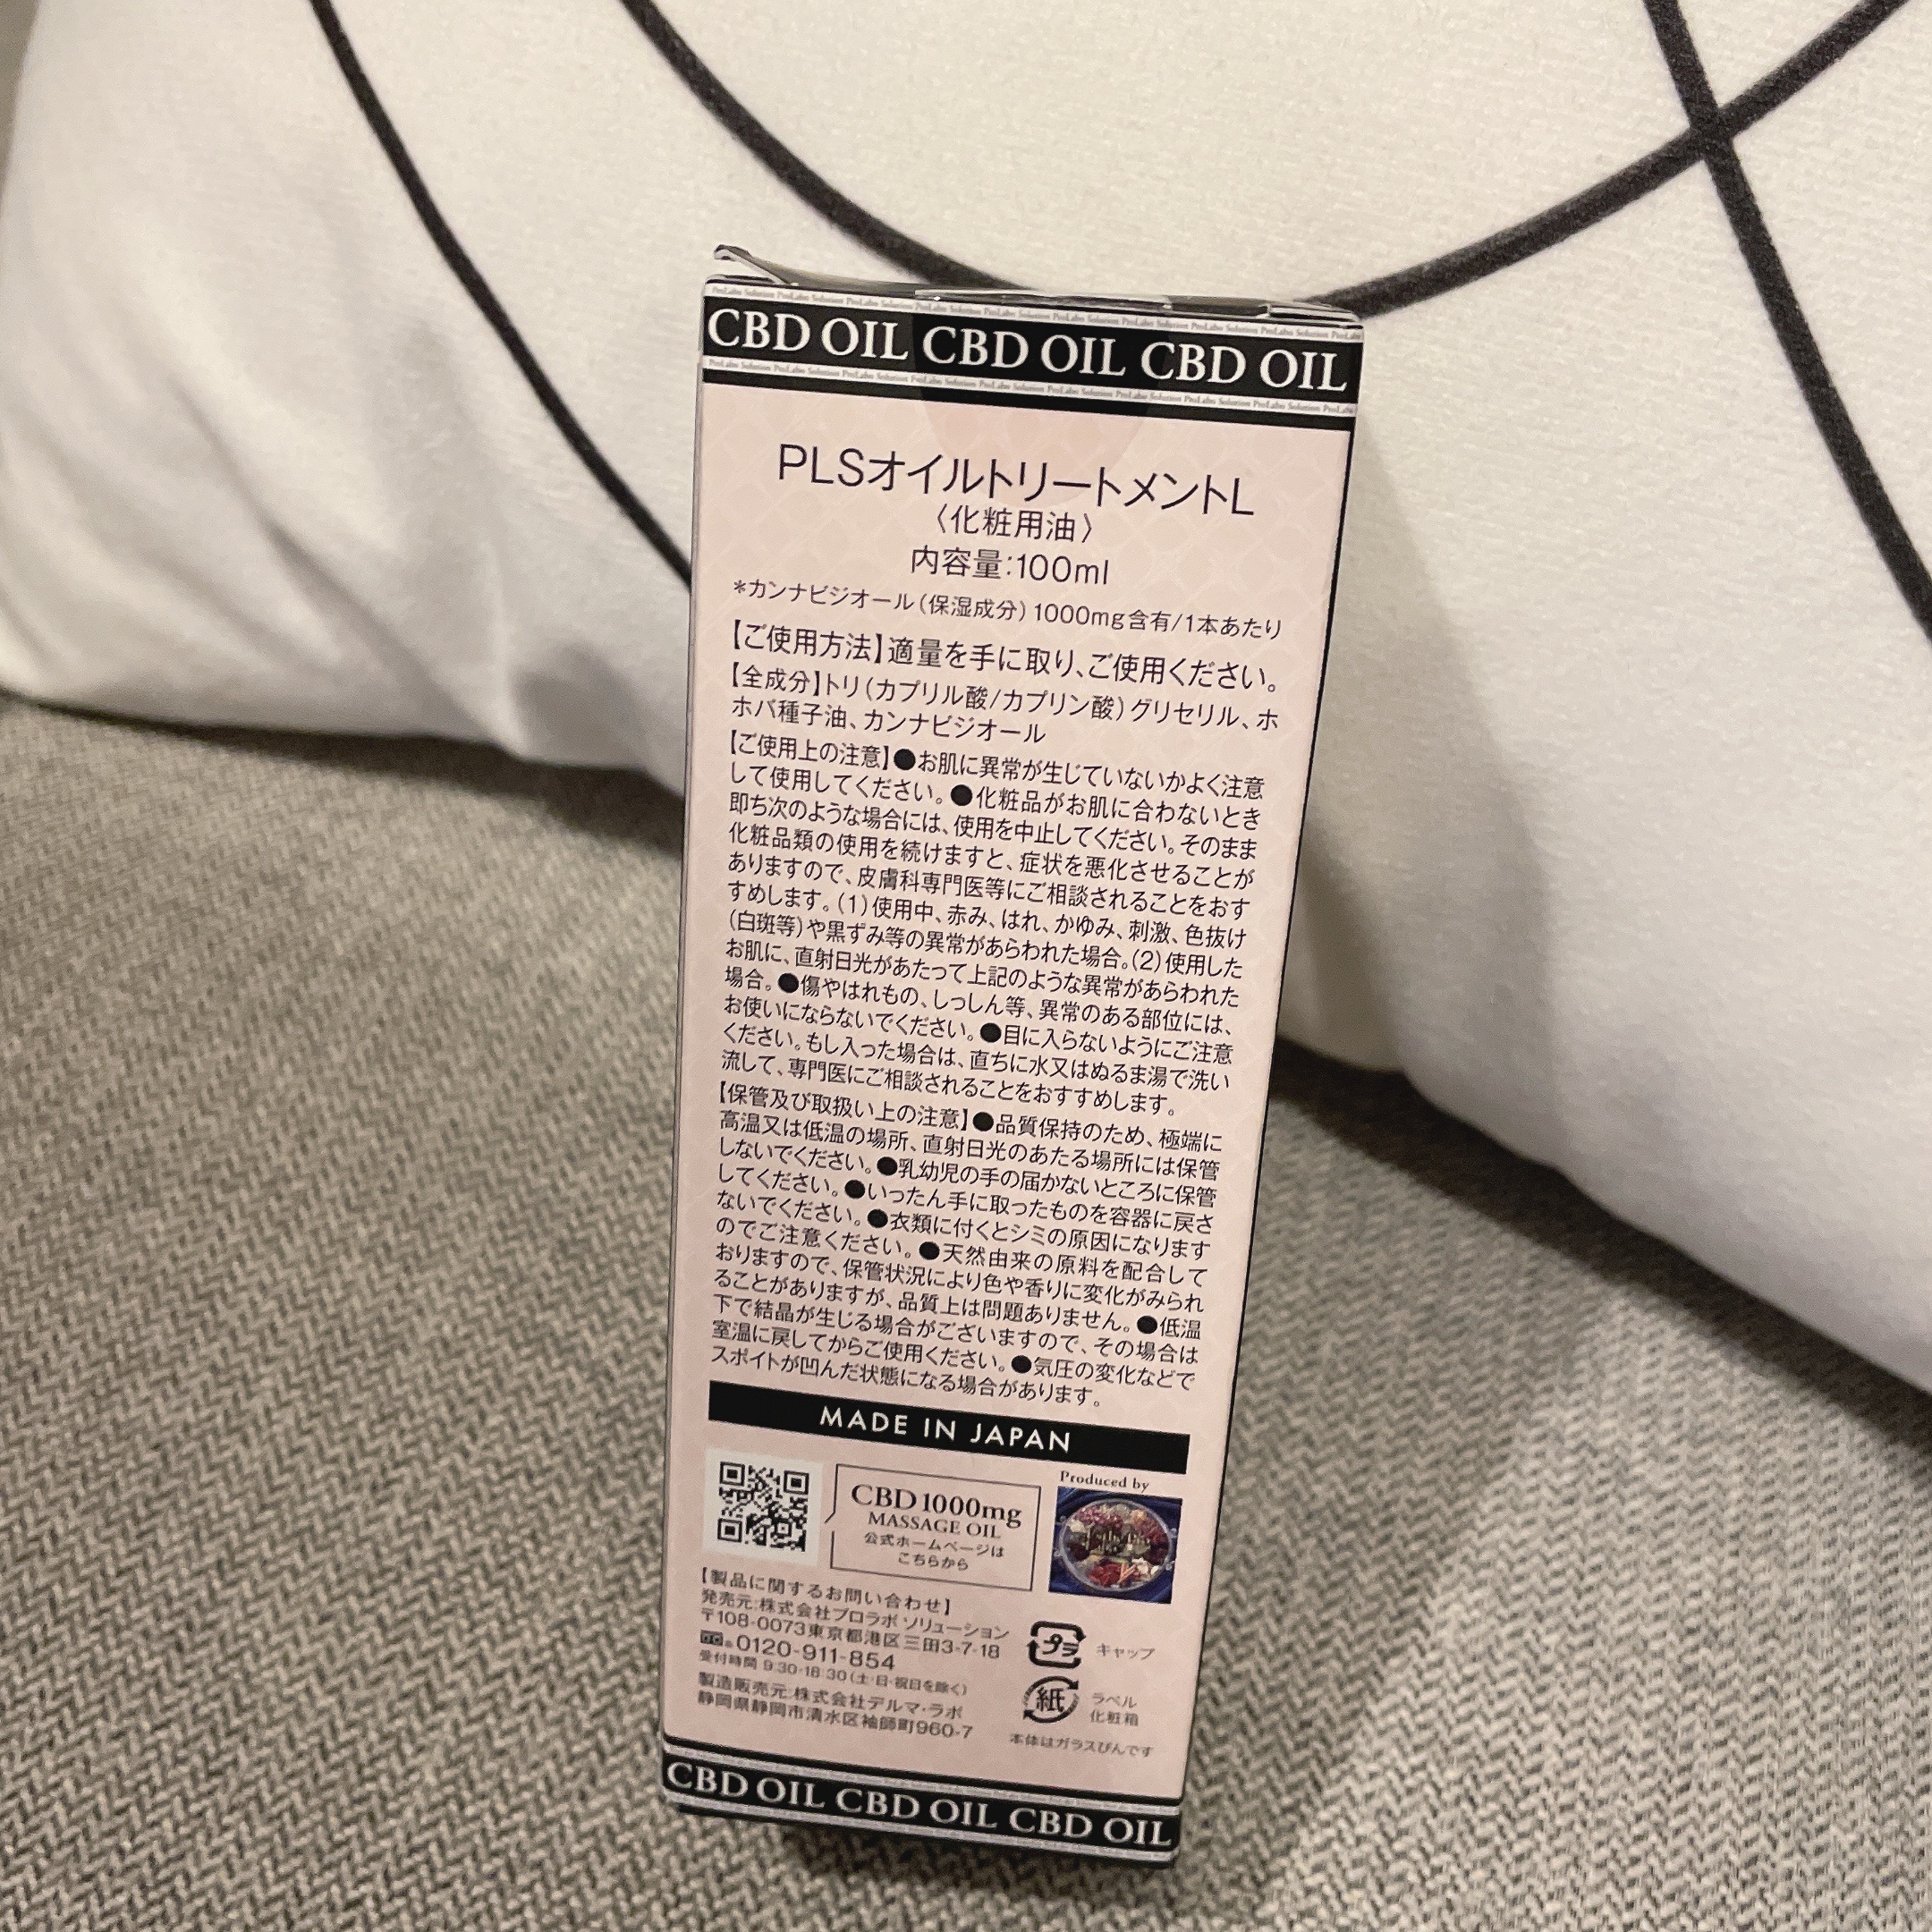 CBD OIL CBD OIL CBD OIL
PLSオイルトリートメントL
〈化粧用油〉
内容量:100ml
*カンナビジオール(保湿成分)1000mg含有/1本あたり
【ご使用方法】適量を手に取り、ご使用ください。
【全成分】トリ(カプリル酸/カプリン酸)グリセリル、ホ
ホバ種子油、カンナビジオール
【ご使用上の注意】●お肌に異常が生じていないかよく注意
して使用してください。●化粧品がお肌に合わないとき
即ち次のような場合には、使用を中止してください。そのまま
化粧品類の使用を続けますと、症状を悪化させることが
ありますので、皮膚科専門医等にご相談されることをおす
すめします。(1)使用中、赤み、はれ、かゆみ、刺激、色抜け
(白斑等)や黒ずみ等の異常があらわれた場合。(2)使用した
お肌に、直射日光があたって上記のような異常があらわれた
場合。●傷やはれもの、しっしん等、異常のある部位には、
お使いにならないでください。●目に入らないようにご注意
ください。もし入った場合は、直ちに水又はぬるま湯で洗い
流して、専門医にご相談されることをおすすめします。
【保管及び取扱い上の注意】●品質保持のため、極端に
高温又は低温の場所、直射日光のあたる場所には保管
しないでください。●乳幼児の手の届かないところに保管
してください。●いったん手に取ったものを容器に戻さ
ないでください。●衣類に付くとシミの原因になります
のでご注意ください。●天然由来の原料を配合して
おりますので、保管状況により色や香りに変化がみられ
ることがありますが、品質上は問題ありません。●低温
下で結晶が生じる場合がございますので、その場合は
室温に戻してからご使用ください。●気圧の変化などで
スポイトが凹んだ状態になる場合があります。
MADE IN JAPAN
CBD1000mg
MASSAGE OIL
公式ホームページは
こちらから
Produced by
【製品に関するお問い合わせ】
発売元:株式会社プロラボ ソリューション
〒108-0073東京都港区三田3-7-18
0120-911-854
受付時間 9:30-18:30(土・日・祝日を除く)
製造販売元:株式会社デルマ・ラボ
静岡県静岡市清水区袖師町960-7
プラ キャップ
紙 ラベル
化粧箱
本体はガラスびんです
CBD OIL CBD OIL CBD OIL